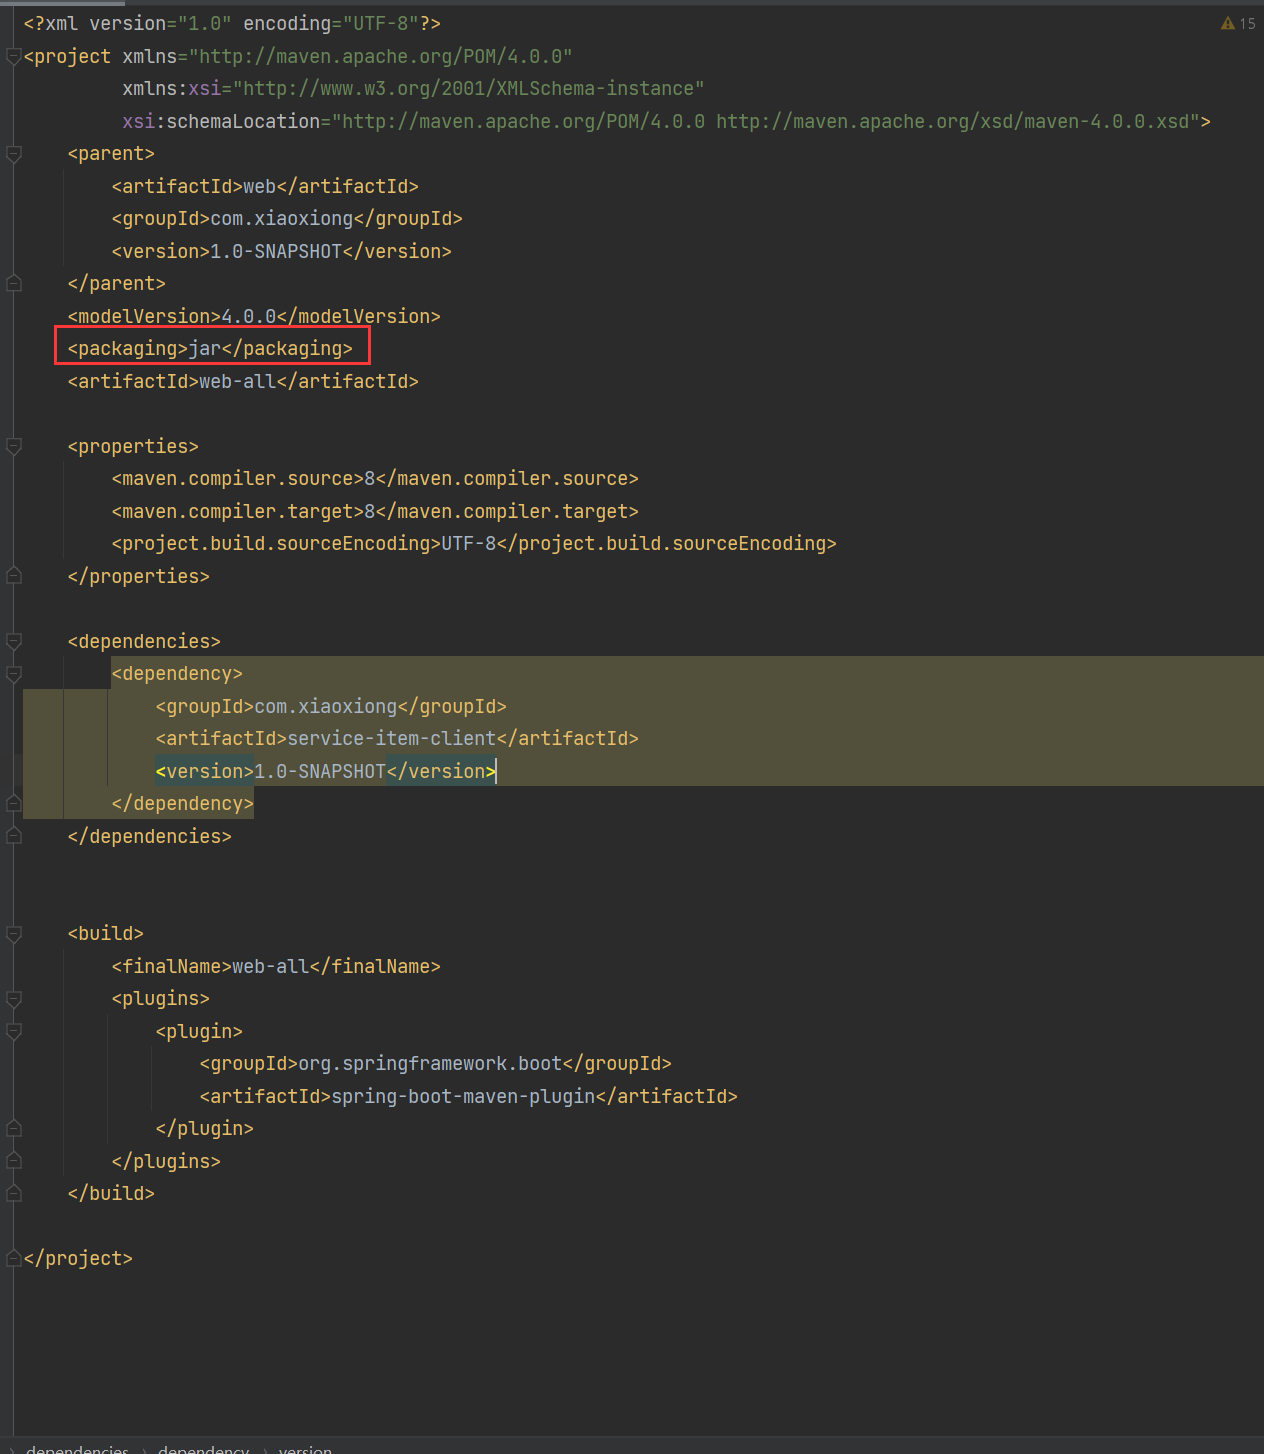 <?xml version="1.0" encoding="UTF-8"?>
15
<project xmlns="http://maven.apache.org/POM/4.0.0"
xmlns:xsi="http://www.w3.org/2001/XMLSchema-instance"
xsi:schemaLocation="http://maven.apache.org/POM/4.0.0 http://maven.apache.org/xsd/maven-4.0.0.xsd">
<parent>
<artifactId>web</artifactId>
<groupId>com.xiaoxiong</groupId>
<version>1.0-SNAPSHOT</version>
</parent>
<modelVersion>4.0.0</modelVersion>
<packaging>jar</packaging>
<artifactId>web-all</artifactId>
<properties>
<maven.compiler.source>8</maven.compiler.source>
<maven.compiler.target>8</maven.compiler.target>
<project.build.sourceEncoding>UTF-8</project.build.sourceEncoding>
</properties>
<dependencies>
<dependency>
<groupId>com.xiaoxiong</groupId>
<artifactId>service-item-client</artifactId>
<version>1.0-SNAPSHOT</version>
</dependency>
</dependencies>
<build>
<finalName>web-all</finalName>
<plugins>
<plugin>
<groupId>org.springframework.boot</groupId>
<artifactId>spring-boot-maven-plugin</artifactId>
</plugin>
</plugins>
</build>
</project>
› dependencies › dependency › version